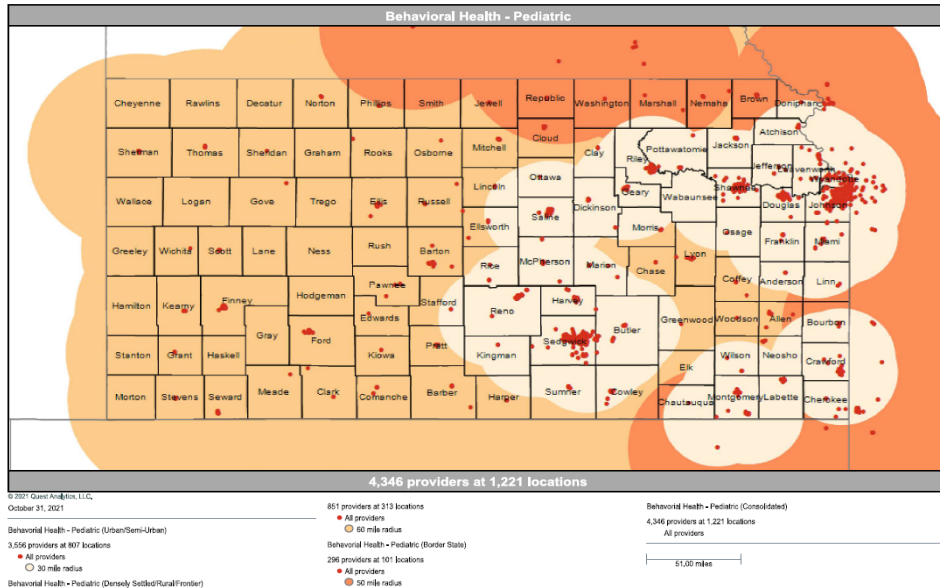 Behavioral Health - Pediatric
Cheyenne Rawlins Decatur Norton Phillips Smith Jewell Republic Washington Marshall Nemaha Brown Doniphan
Atchison
Sherman Thomas Sheridan Graham Rooks Osborne Mitchell Cloud Clay Riley Pottawatomie Jackson
Jefferson Leavenworth
Wyandotte
Lincoln Ottawa Geary Wabaunsee Shawnee
Wallace Logan Gove Trego Ellis Russell Dickinson Douglas Johnson
Saline
Ellsworth Morris Osage
Greeley Wichita Scott Lane Ness Rush Barton Rice McPherson Marion Chase Lyon Franklin Miami
Pawnee Coffey Anderson Linn
Hamilton Kearny Finney Hodgeman Stafford Reno Harvey
Edwards Butler Greenwood Woodson Allen Bourbon
Gray Ford Sedgwick
Stanton Grant Haskell Kiowa Pratt Kingman Elk Wilson Neosho Crawford
Morton Stevens Seward Meade Clark Comanche Barber Harper Sumner Cowley Chautauqua Montgomery Labette Cherokee
4,346 providers at 1,221 locations
© 2021 Quest Analytics, LLC.
October 31, 2021
Behavorial Health - Pediatric (Urban/Semi-Urban)
3,556 providers at 807 locations
All providers
30 mile radius
Behavorial Health - Pediatric (Densely Settled/Rural/Frontier)
851 providers at 313 locations
All providers
60 mile radius
Behavorial Health - Pediatric (Border State)
296 providers at 101 locations
All providers
50 mile radius
Behavorial Health - Pediatric (Consolidated)
4,346 providers at 1,221 locations
All providers
51.00 miles